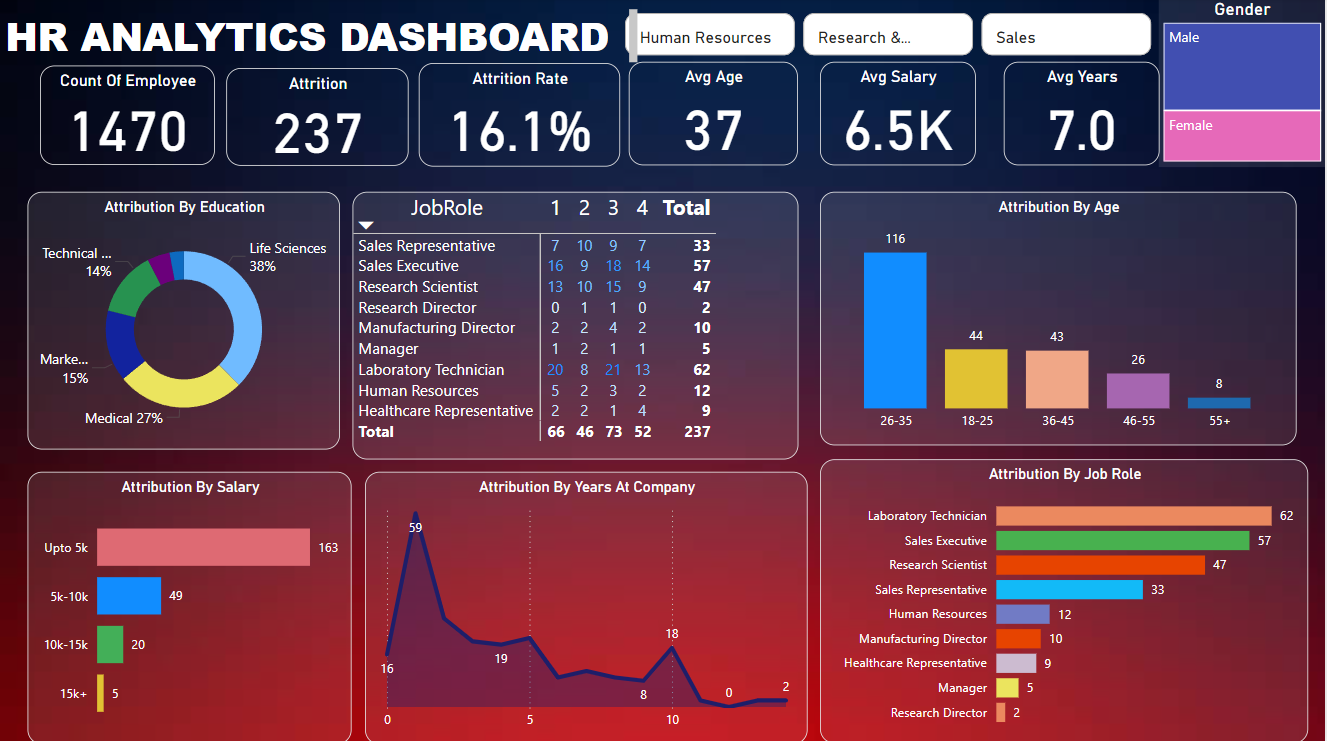 HR ANALYTICS DASHBOARD
Human Resources
Research &...
Sales
Gender
Male
Female
Count Of Employee
1470
Attrition
237
Attrition Rate
16.1%
Avg Age
37
Avg Salary
6.5K
Avg Years
7.0
Attribution By Education
Life Sciences
38%
Technical ...
14%
Marke...
15%
Medical 27%
JobRole 1 2 3 4 Total
Sales Representative 7 10 9 7 33
Sales Executive 16 9 18 14 57
Research Scientist 13 10 15 9 47
Research Director 0 1 1 0 2
Manufacturing Director 2 2 4 2 10
Manager 1 2 1 1 5
Laboratory Technician 20 8 21 13 62
Human Resources 5 2 3 2 12
Healthcare Representative 2 2 1 4 9
Total 66 46 73 52 237
Attribution By Age
116
44
43
26
8
26-35 18-25 36-45 46-55 55+
Attribution By Salary
Upto 5k 163
5k-10k 49
10k-15k 20
15k+ 5
Attribution By Years At Company
59
16
19
18
8
0
2
0 5 10
Attribution By Job Role
Laboratory Technician 62
Sales Executive 57
Research Scientist 47
Sales Representative 33
Human Resources 12
Manufacturing Director 10
Healthcare Representative 9
Manager 5
Research Director 2